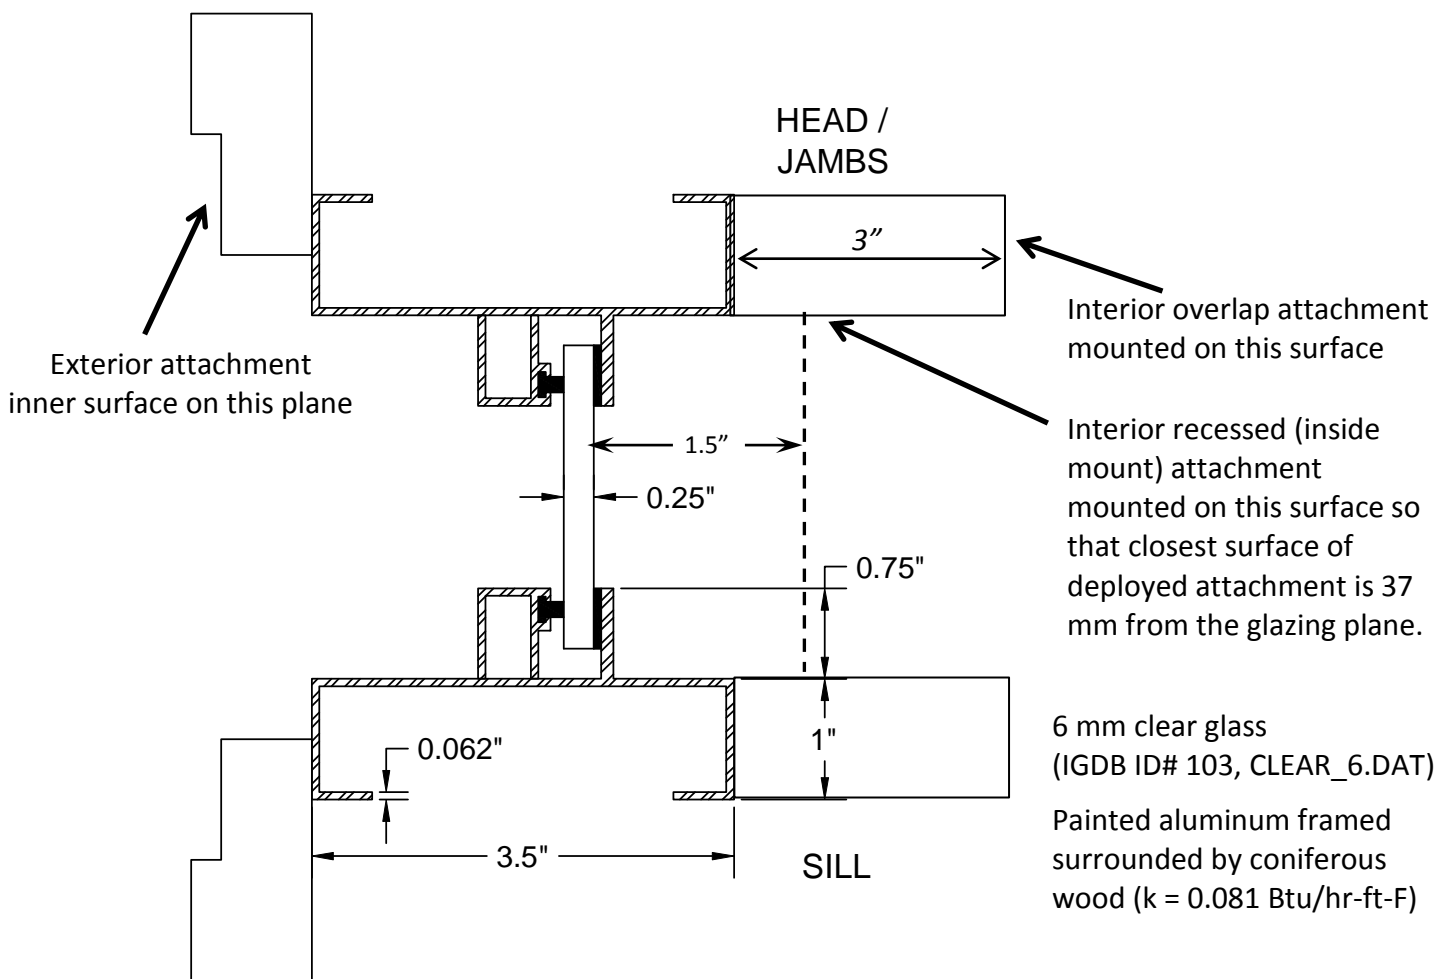 HEAD /
JAMBS
3”
Interior overlap attachment
mounted on this surface
Exterior attachment
inner surface on this plane
Interior recessed (inside
mount) attachment
mounted on this surface so
that closest surface of
deployed attachment is 37
mm from the glazing plane.
1.5”
0.25"
0.75"
0.062"
1"
3.5"
SILL
6 mm clear glass
(IGDB ID# 103, CLEAR_6.DAT)
Painted aluminum framed
surrounded by coniferous
wood (k = 0.081 Btu/hr-ft-F)